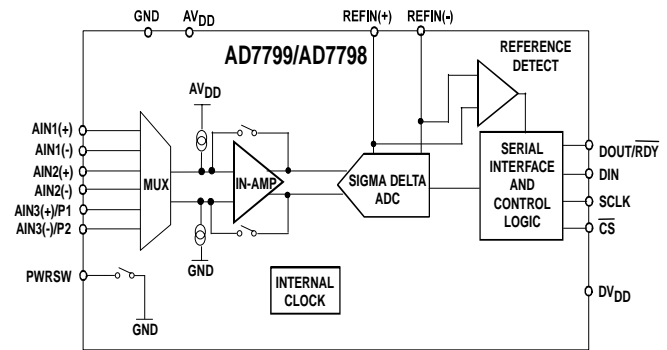 GND AVDD REFIN(+) REFIN(-)
AD7799/AD7798
REFERENCE
DETECT
AVDD
AIN1(+)
AIN1(-)
AIN2(+)
AIN2(-)
AIN3(+)/P1
AIN3(-)/P2
MUX
IN-AMP
SIGMA DELTA
ADC
SERIAL
INTERFACE
AND
CONTROL
LOGIC
DOUT/RDY
DIN
SCLK
CS
GND
PWRSW
GND
INTERNAL
CLOCK
DVDD